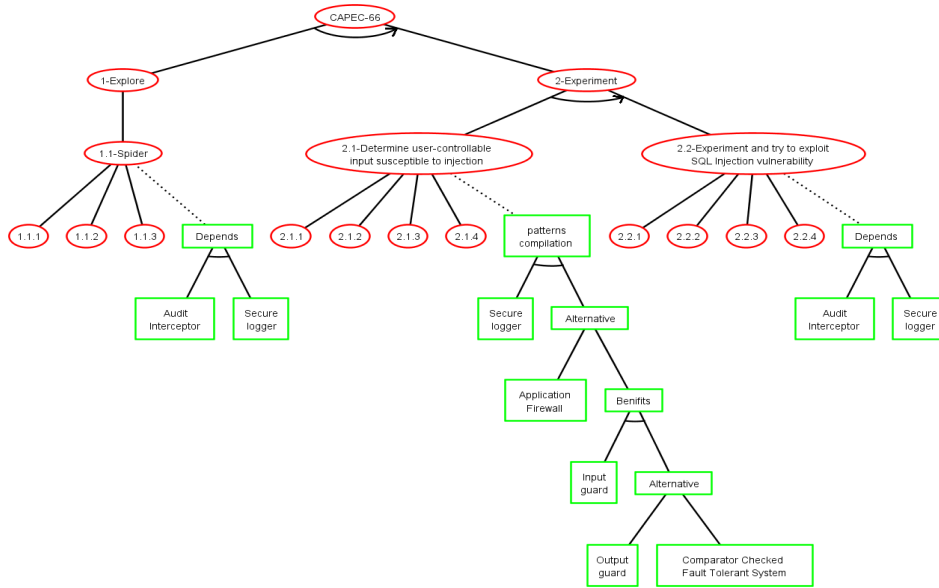 CAPEC-66
1-Explore
2-Experiment
1.1-Spider
2.1-Determine user-controllable
input susceptible to injection
2.2-Experiment and try to exploit
SQL Injection vulnerability
1.1.1
1.1.2
1.1.3
Depends
2.1.1
2.1.2
2.1.3
2.1.4
patterns
compilation
2.2.1
2.2.2
2.2.3
2.2.4
Depends
Audit
Interceptor
Secure
logger
Secure
logger
Alternative
Audit
Interceptor
Secure
logger
Application
Firewall
Benifits
Input
guard
Alternative
Output
guard
Comparator Checked
Fault Tolerant System